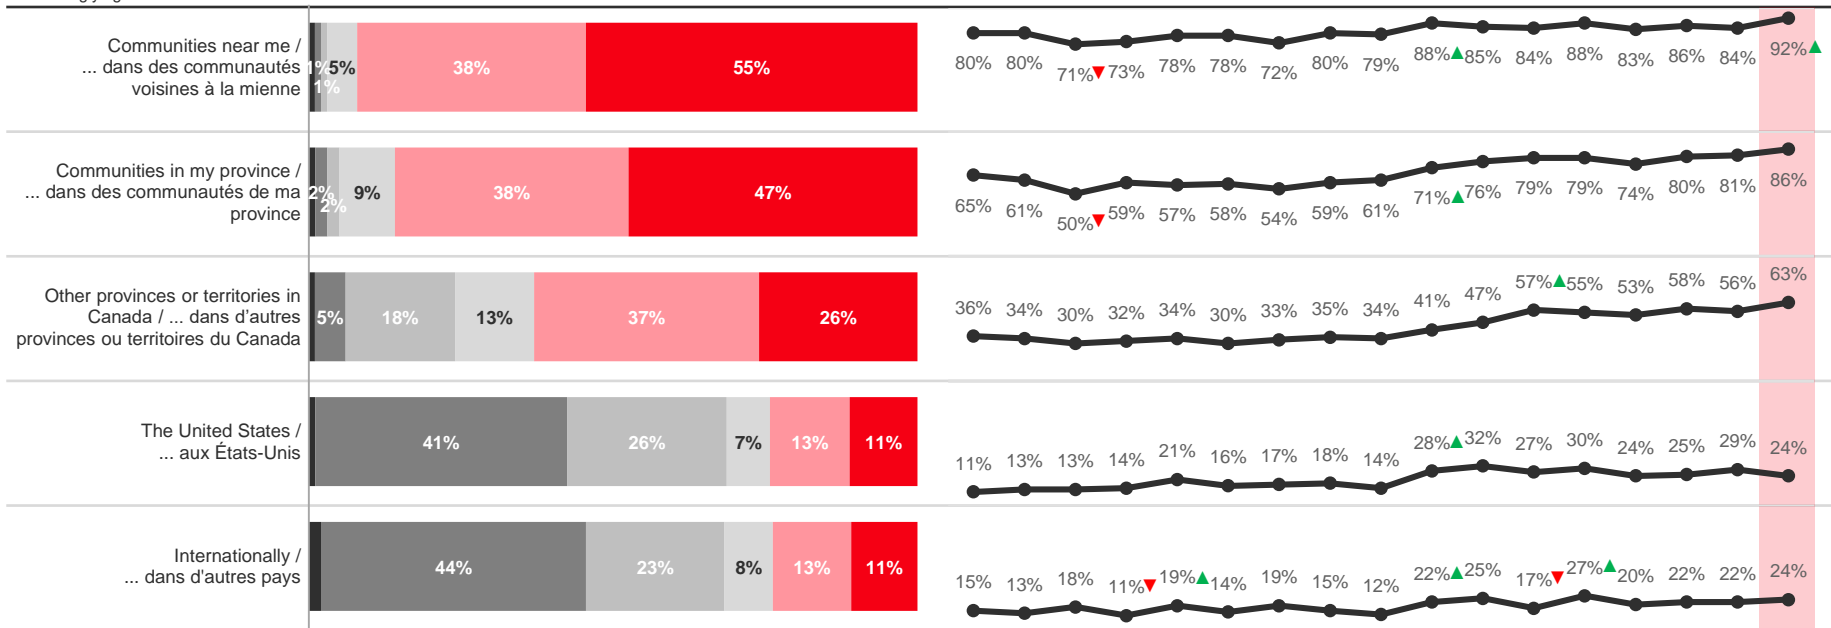 Communities near me /
... dans des communautés
voisines à la mienne
1%
1%
5%
38%
55%
80% 80% 71% 73% 78% 78% 72% 80% 79% 88% 85% 84% 88% 83% 86% 84% 92%
Communities in my province /
... dans des communautés de ma
province
2%
2%
9%
38%
47%
65% 61% 50% 59% 57% 58% 54% 59% 61% 71% 76% 79% 79% 74% 80% 81% 86%
Other provinces or territories in
Canada / ... dans d'autres
provinces ou territoires du Canada
5%
18%
13%
37%
26%
36% 34% 30% 32% 34% 30% 33% 35% 34% 41% 47% 57% 55% 53% 58% 56% 63%
The United States /
... aux États-Unis
41%
26%
7%
13%
11%
11% 13% 13% 14% 21% 16% 17% 18% 14% 28% 32% 27% 30% 24% 25% 29% 24%
Internationally /
... dans d'autres pays
44%
23%
8%
13%
11%
15% 13% 18% 11% 19% 14% 19% 15% 12% 22% 25% 17% 27% 20% 22% 22% 24%